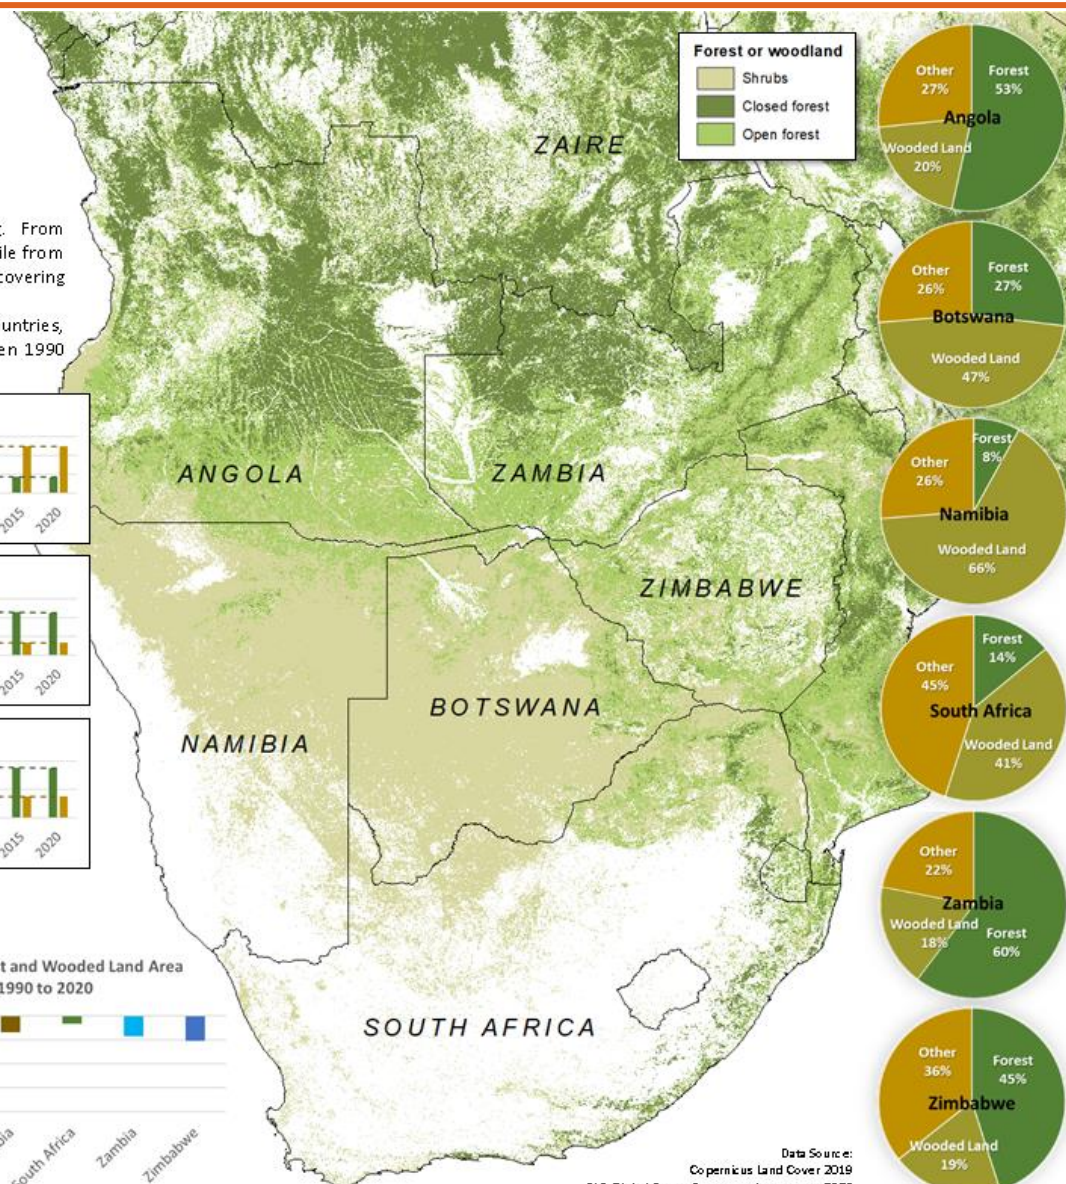 Forest or woodland
Shrubs
Closed forest
Open forest
ZAIRE
ANGOLA
ZAMBIA
ZIMBABWE
BOTSWANA
NAMIBIA
SOUTH AFRICA
From
from
covering
1990
2015
2020
2015
2020
2015
2020
and Wooded Land Area
1990 to 2020
South Africa
Zambia
Zimbabwe
Other
27%
Forest
53%
Angola
Wooded Land
20%
Other
26%
Forest
27%
Botswana
Wooded Land
47%
Forest
8%
Other
26%
Namibia
Wooded Land
66%
Forest
14%
Other
45%
South Africa
Wooded Land
41%
Other
22%
Zambia
Wooded Land
18%
Forest
60%
Other
36%
Forest
45%
Zimbabwe
Wooded Land
19%
Data Source:
Copernicus Land Cover 2019